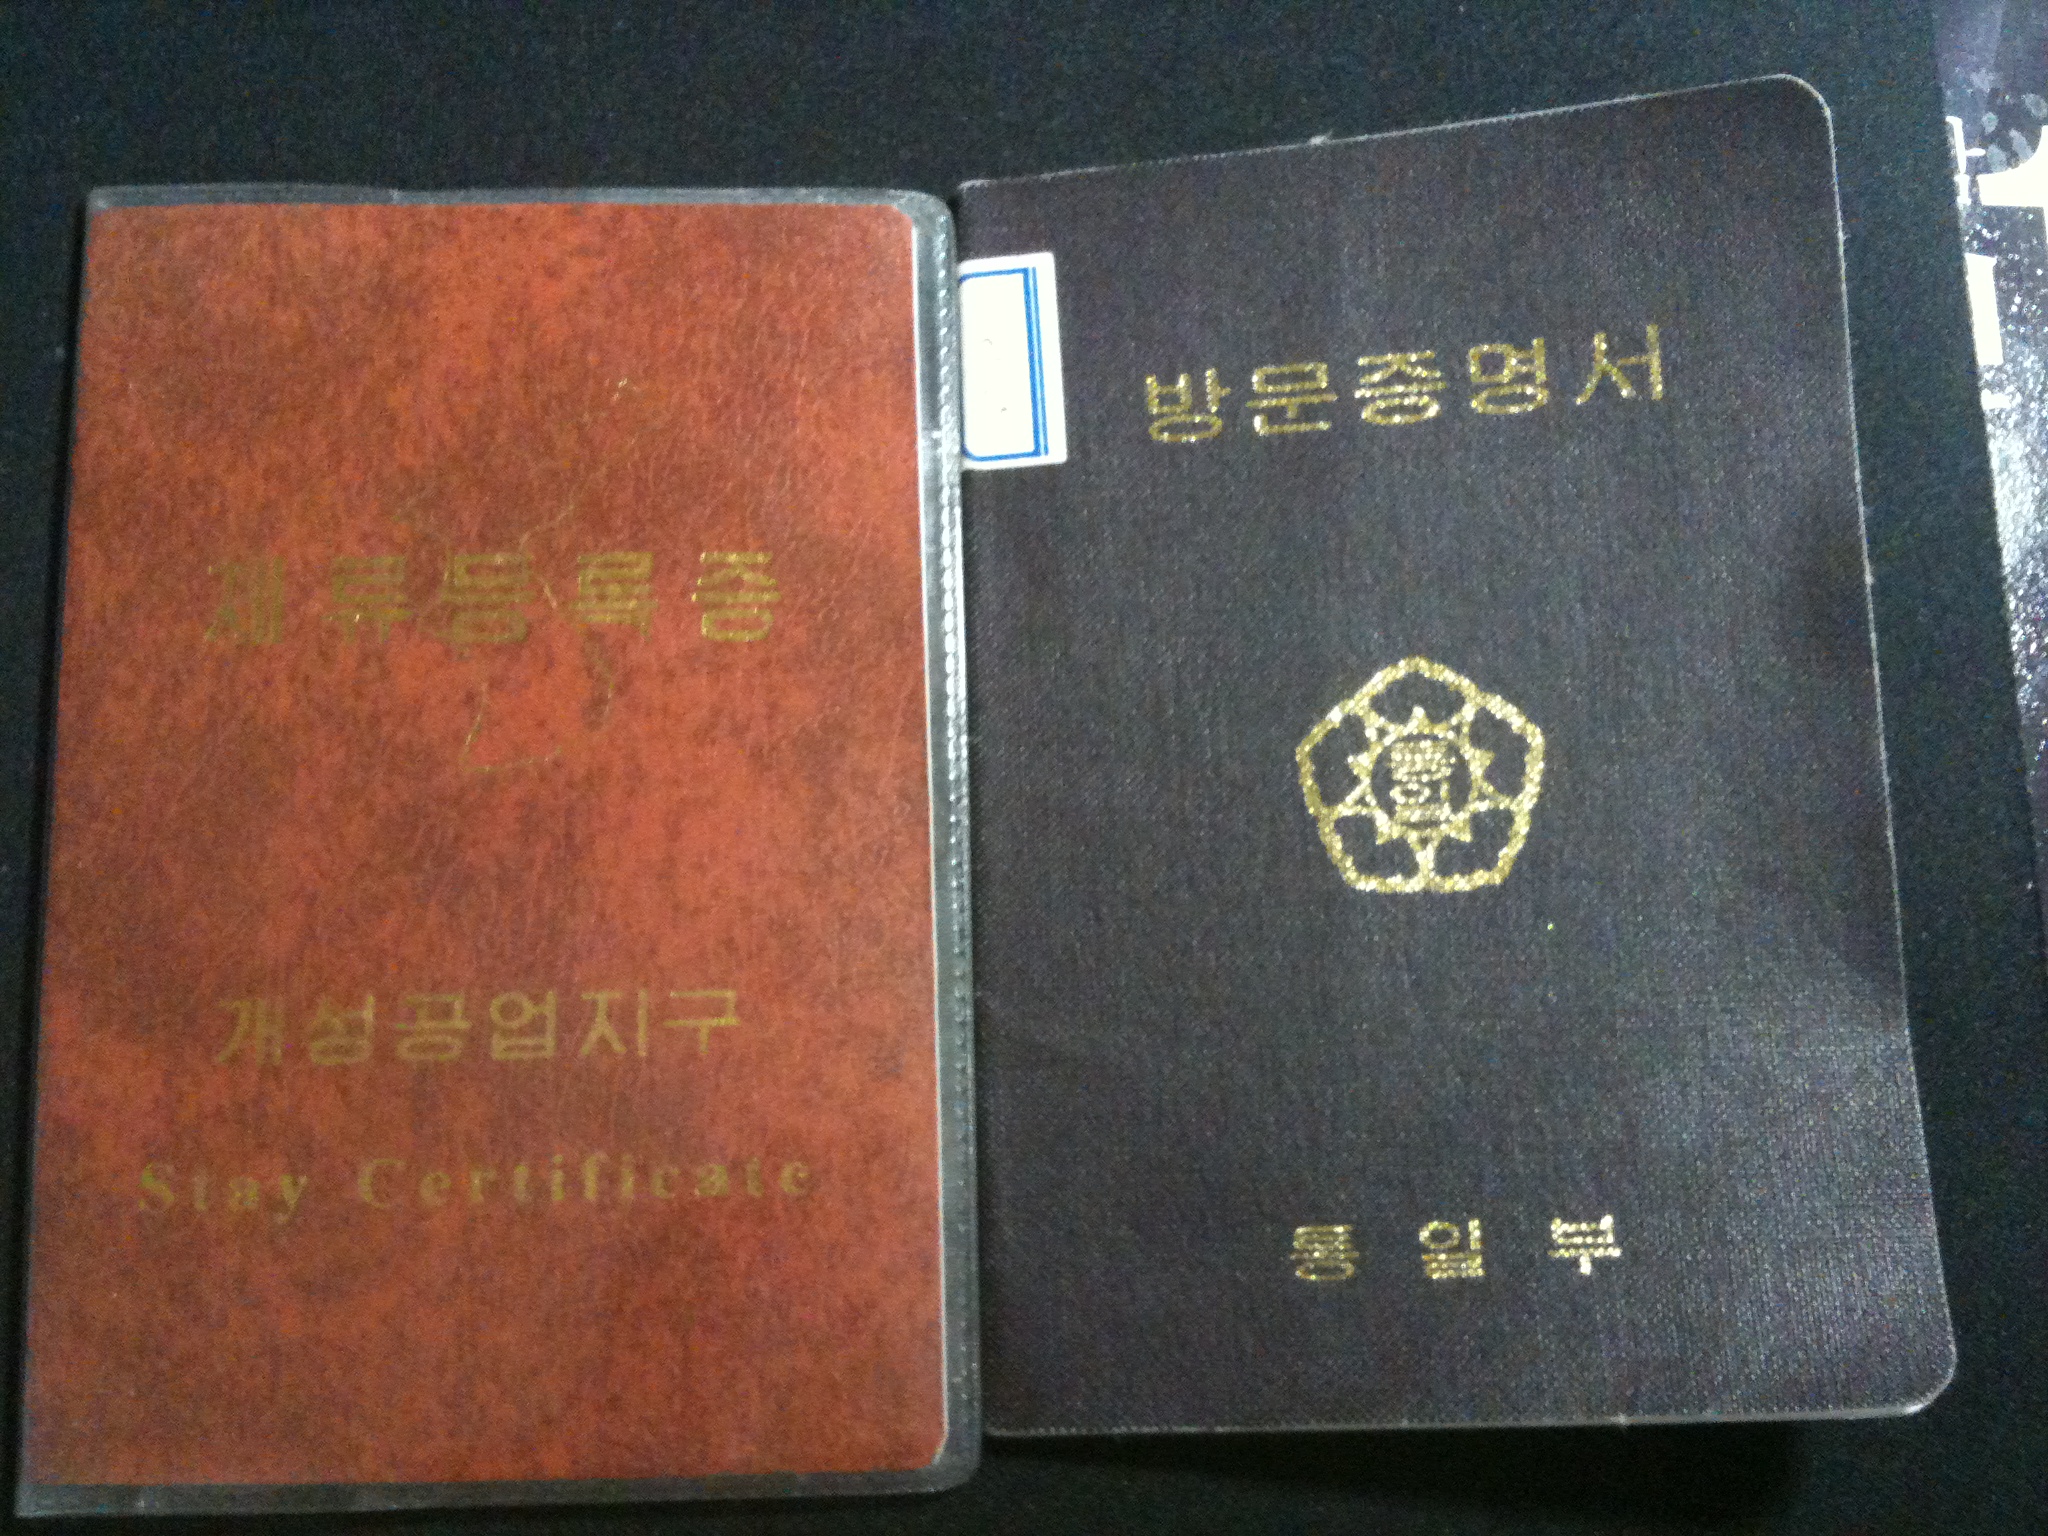 체류등록증
개성공업지구
Stay Certificate
방문증명서
통일부